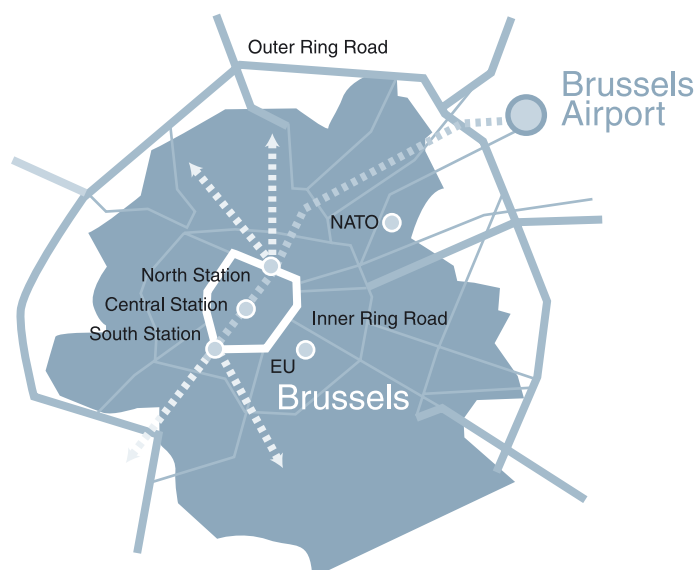 Outer Ring Road
Brussels
Airport
NATO
North Station
Central Station
South Station
Inner Ring Road
EU
Brussels